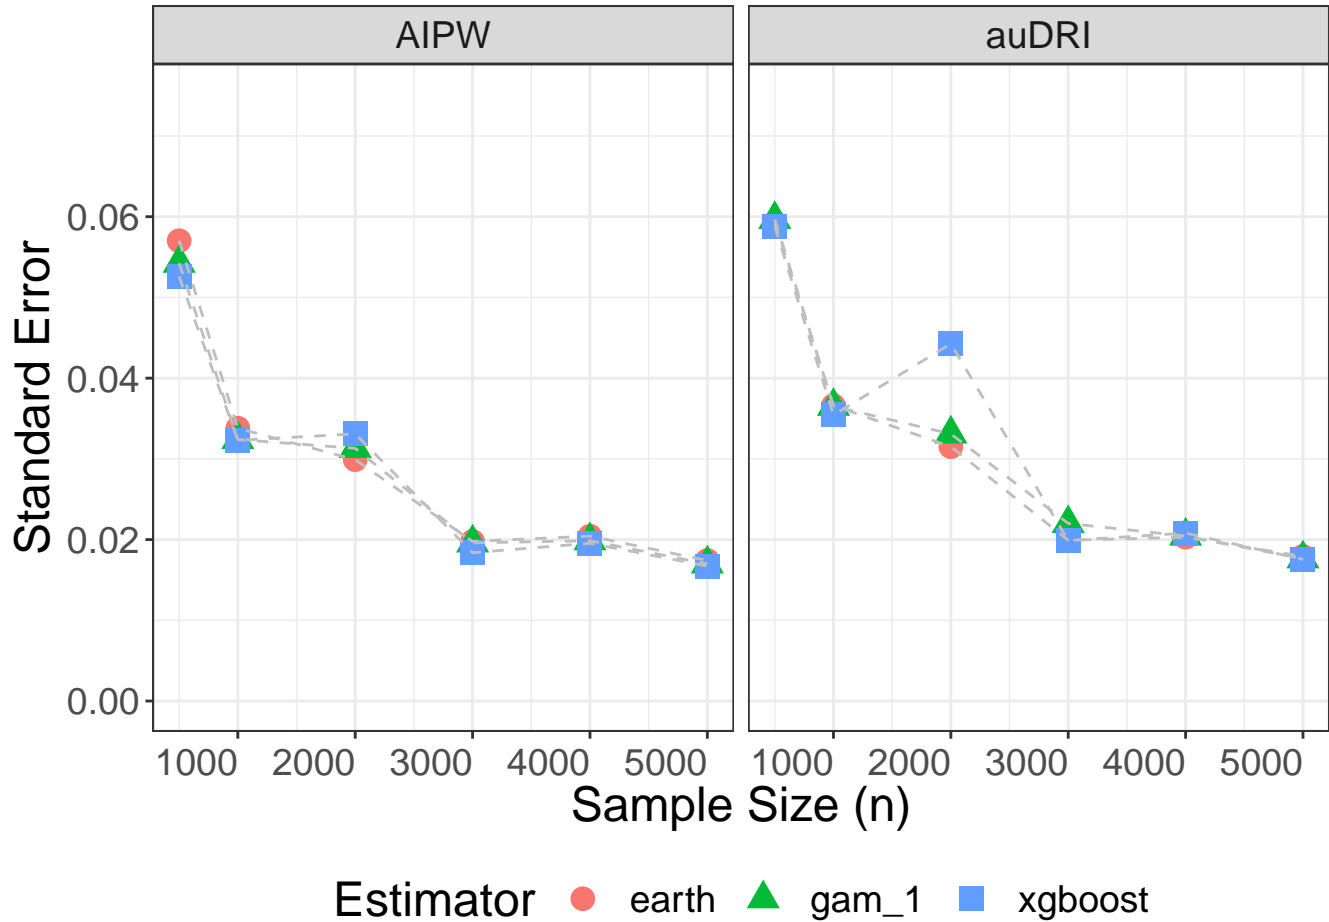 AIPW auDRI
Standard Error
0.06
0.04
0.02
0.00
1000 2000 3000 4000 5000 1000 2000 3000 4000 5000
Sample Size (n)
Estimator earth gam_1 xgboost